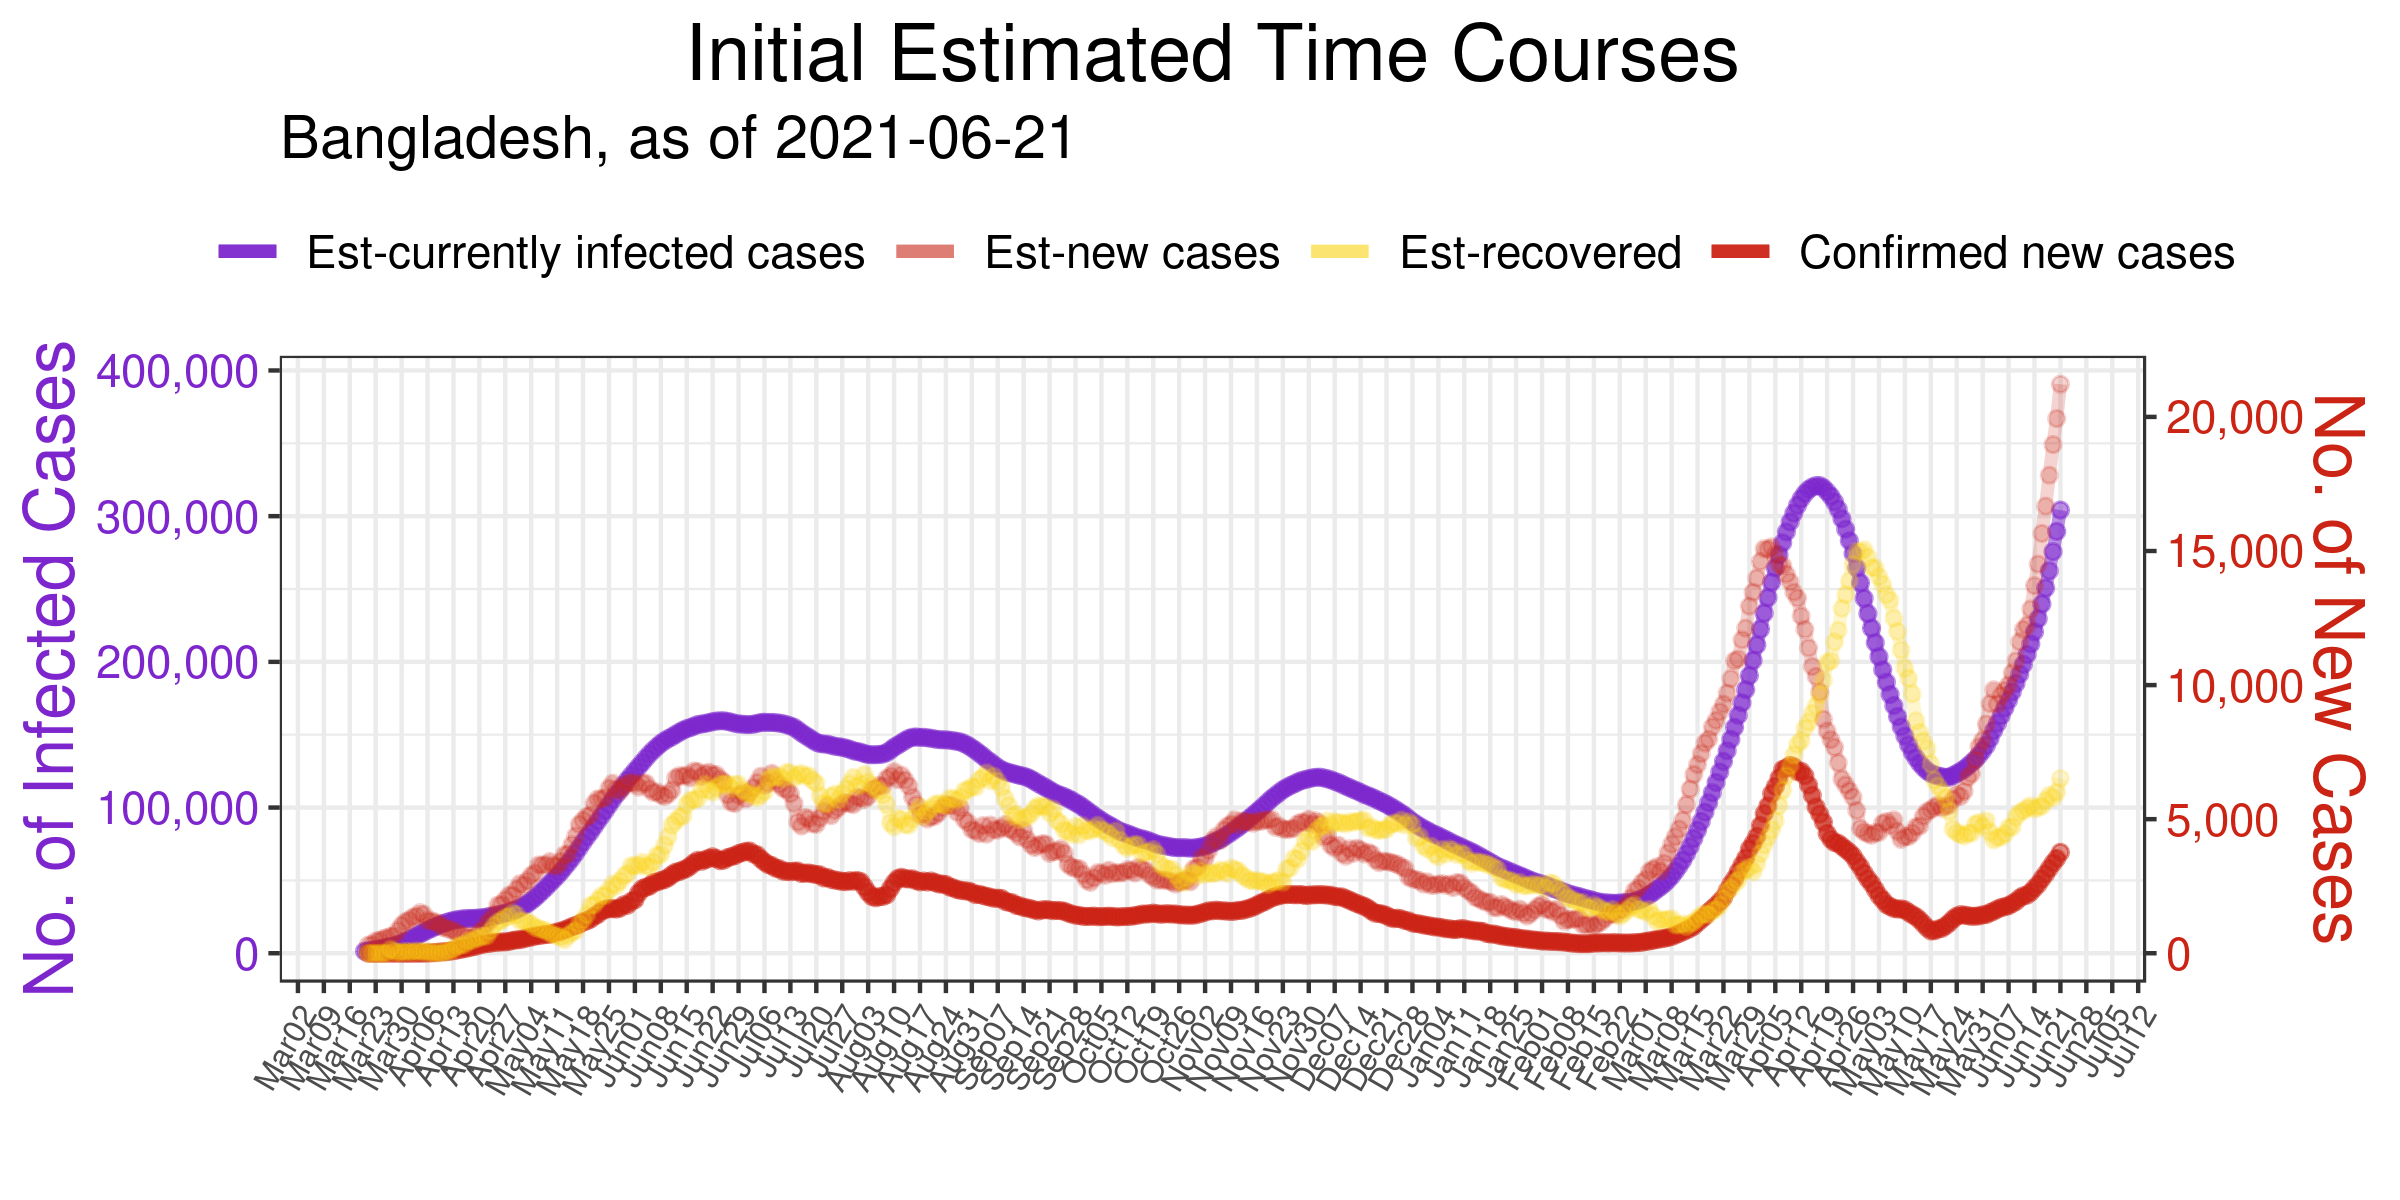 Initial Estimated Time Courses
Bangladesh, as of 2021-06-21
Est-currently infected cases Est-new cases Est-recovered Confirmed new cases
No. of Infected Cases
400,000
300,000
200,000
100,000
0
20,000
15,000
10,000
5,000
0
No. of New Cases
Mar02
Mar09
Mar16
Mar23
Mar30
Apr06
Apr13
Apr20
Apr27
May04
May11
May18
May25
Jun01
Jun08
Jun15
Jun22
Jun29
Jul06
Jul13
Jul20
Jul27
Aug03
Aug10
Aug17
Aug24
Aug31
Sep07
Sep14
Sep21
Sep28
Oct05
Oct12
Oct19
Oct26
Nov02
Nov09
Nov16
Nov23
Nov30
Dec07
Dec14
Dec21
Dec28
Jan04
Jan11
Jan18
Jan25
Feb01
Feb08
Feb15
Feb22
Mar01
Mar08
Mar15
Mar22
Mar29
Apr05
Apr12
Apr19
Apr26
May03
May10
May17
May24
May31
Jun07
Jun14
Jun21
Jun28
Jul05
Jul12